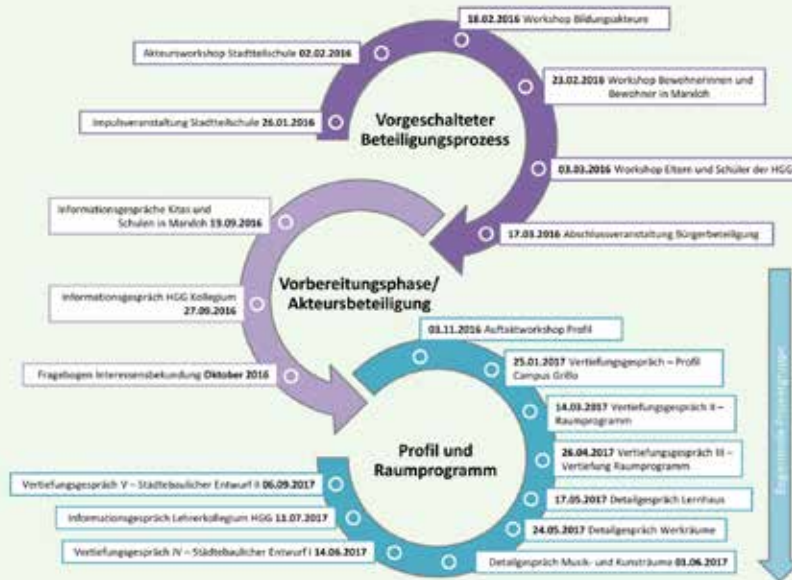 18.02.2016 Workshop Bildungsakteure
Akteursworkshop Stadtteilschule 02.02.2016
23.02.2016 Workshop Bewohnerinnen und
Bewohner in Marxloh
Impulsveranstaltung Stadtteilschule 26.01.2016
Vorgeschalteter
Beteiligungsprozess
03.03.2016 Workshop Eltern und Schüler der HGG
17.03.2016 Abschlussveranstaltung Bürgerbeteiligung
Informationsgespräche Kitas und
Schulen in Marxloh 13.09.2016
Vorbereitungsphase/
Akteursbeteiligung
Informationsgespräch HGG Kollegium
27.09.2016
Fragebogen Interessensbekundung Oktober 2016
03.11.2016 Auftaktworkshop Profil
25.01.2017 Vertiefungsgespräch – Profil
Campus Grillo
14.03.2017 Vertiefungsgespräch II –
Raumprogramm
Profil und
Raumprogramm
26.04.2017 Vertiefungsgespräch III –
Vertiefung Raumprogramm
17.05.2017 Detailgespräch Lernhaus
24.05.2017 Detailgespräch Werkräume
Detailgespräch Musik- und Kunsträume 01.06.2017
Vertiefungsgespräch IV – Städtebaulicher Entwurf I 14.06.2017
Informationsgespräch Lehrerkollegium HGG 11.07.2017
Vertiefungsgespräch V – Städtebaulicher Entwurf II 06.09.2017